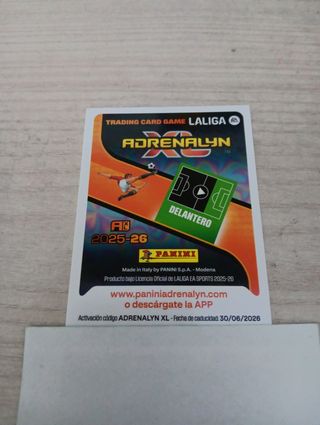 TRADING CARD GAME LALIGA
ADRENALYN
XL
DELANTERO
2025-26
PANINI
Made in Italy by PANINI S.p.A. - Modena
Producto bajo Licencia Oficial de LALIGA EA SPORTS 2025-26
www.paniniadrenalyn.com
o descárgate la APP
Activación código ADRENALYN XL - Fecha de caducidad: 30/06/2026